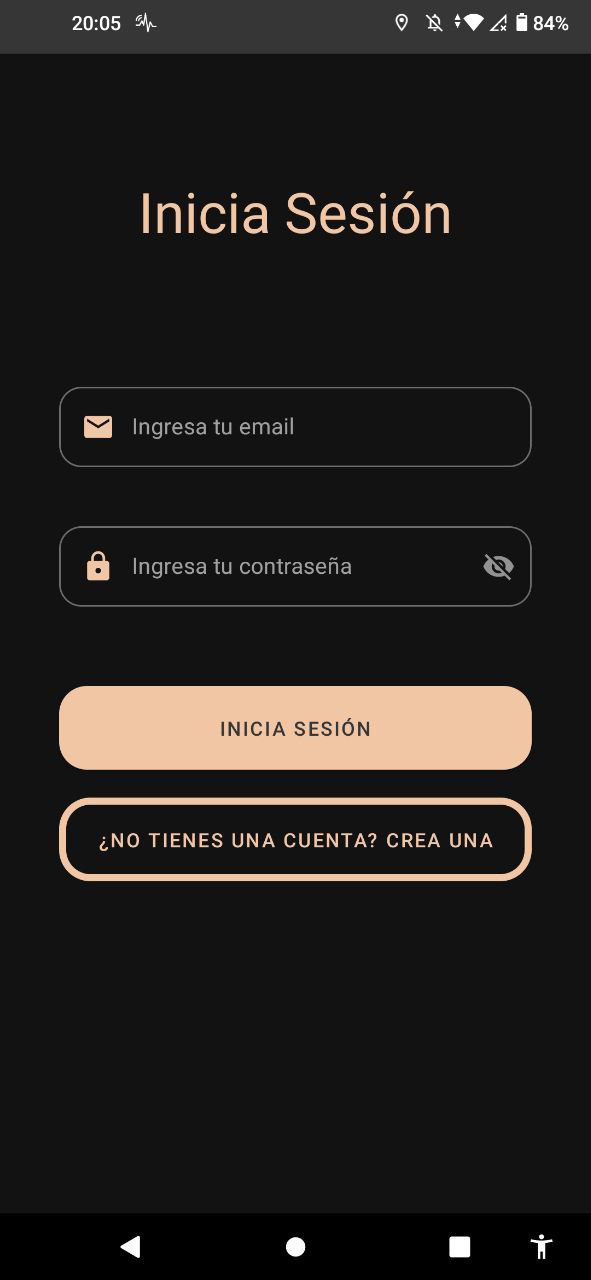 20:05
84%
Inicia Sesión
Ingresa tu email
Ingresa tu contraseña
INICIA SESIÓN
¿NO TIENES UNA CUENTA? CREA UNA